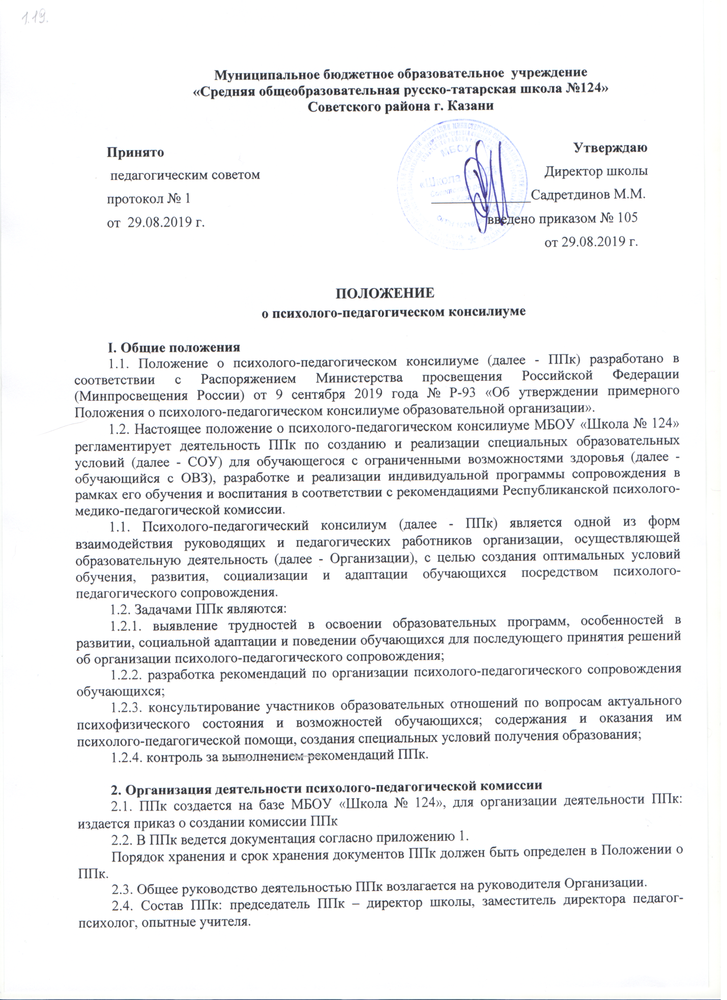 1.19.
Муниципальное бюджетное образовательное учреждение
«Средняя общеобразовательная русско-татарская школа №124»
Советского района г. Казани
Принято
Утверждаю
педагогическим советом
Директор школы
протокол № 1
Садретдинов М.М.
от 29.08.2019 г.
введено приказом № 105
от 29.08.2019 г.
МБОУ
«Школа
ПОЛОЖЕНИЕ
о психолого-педагогическом консилиуме
I. Общие положения
1.1. Положение о психолого-педагогическом консилиуме (далее - ППк) разработано в
соответствии с Распоряжением Министерства просвещения Российской Федерации
(Минпросвещения России) от 9 сентября 2019 года № Р-93 «Об утверждении примерного
Положения о психолого-педагогическом консилиуме образовательной организации».
1.2. Настоящее положение о психолого-педагогическом консилиуме МБОУ «Школа № 124»
регламентирует деятельность ППк по созданию и реализации специальных образовательных
условий (далее - СОУ) для обучающегося с ограниченными возможностями здоровья (далее -
обучающийся с ОВЗ), разработке и реализации индивидуальной программы сопровождения в
рамках его обучения и воспитания в соответствии с рекомендациями Республиканской психолого-
медико-педагогической комиссии.
1.1. Психолого-педагогический консилиум (далее - ППк) является одной из форм
взаимодействия руководящих и педагогических работников организации, осуществляющей
образовательную деятельность (далее - Организации), с целью создания оптимальных условий
обучения, развития, социализации и адаптации обучающихся посредством психолого-
педагогического сопровождения.
1.2. Задачами ППк являются:
1.2.1. выявление трудностей в освоении образовательных программ, особенностей в
развитии, социальной адаптации и поведении обучающихся для последующего принятия решений
об организации психолого-педагогического сопровождения;
1.2.2. разработка рекомендаций по организации психолого-педагогического сопровождения
обучающихся;
1.2.3. консультирование участников образовательных отношений по вопросам актуального
психофизического состояния и возможностей обучающихся; содержания и оказания им
психолого-педагогической помощи, создания специальных условий получения образования;
1.2.4. контроль за выполнением рекомендаций ППк.
2. Организация деятельности психолого-педагогической комиссии
2.1. ППк создается на базе МБОУ «Школа № 124», для организации деятельности ППк:
издается приказ о создании комиссии ППк
2.2. В ППк ведется документация согласно приложению 1.
Порядок хранения и срок хранения документов ППк должен быть определен в Положении о
ППк.
2.3. Общее руководство деятельностью ППк возлагается на руководителя Организации.
2.4. Состав ППк: председатель ППк – директор школы, заместитель директора педагог-
психолог, опытные учителя.